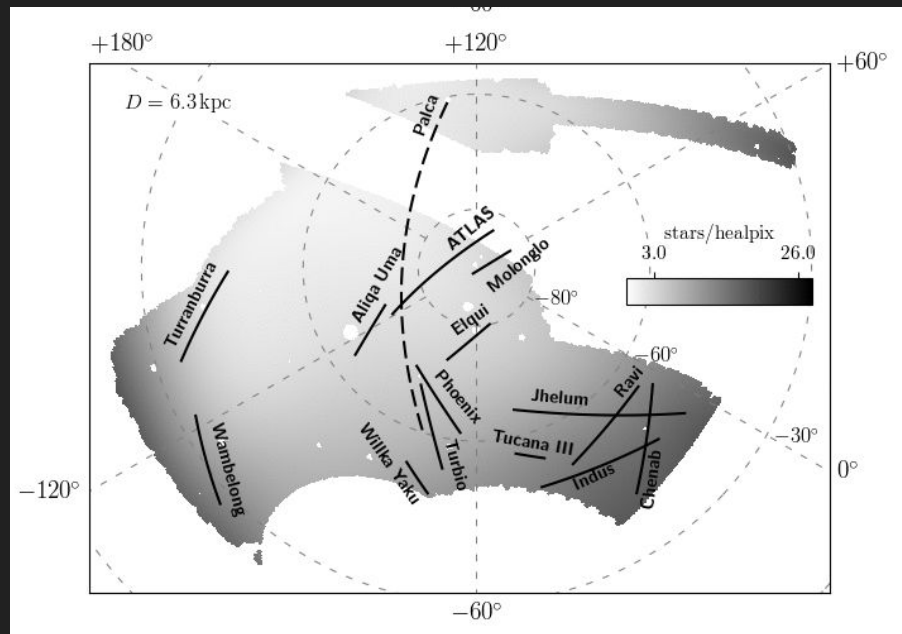 +180°
+120°
+60°
D = 6.3 kpc
Palca
ATLAS
stars/healpix
3.0 26.0
Molonglo
Aliqa Uma
Turranburra
−80°
Elqui
−60°
Ravi
Phoenix
Jhelum
−30°
Wambelong
Willka Yaku
Turbio
Tucana III
Indus
Chenab
0°
−120°
−60°